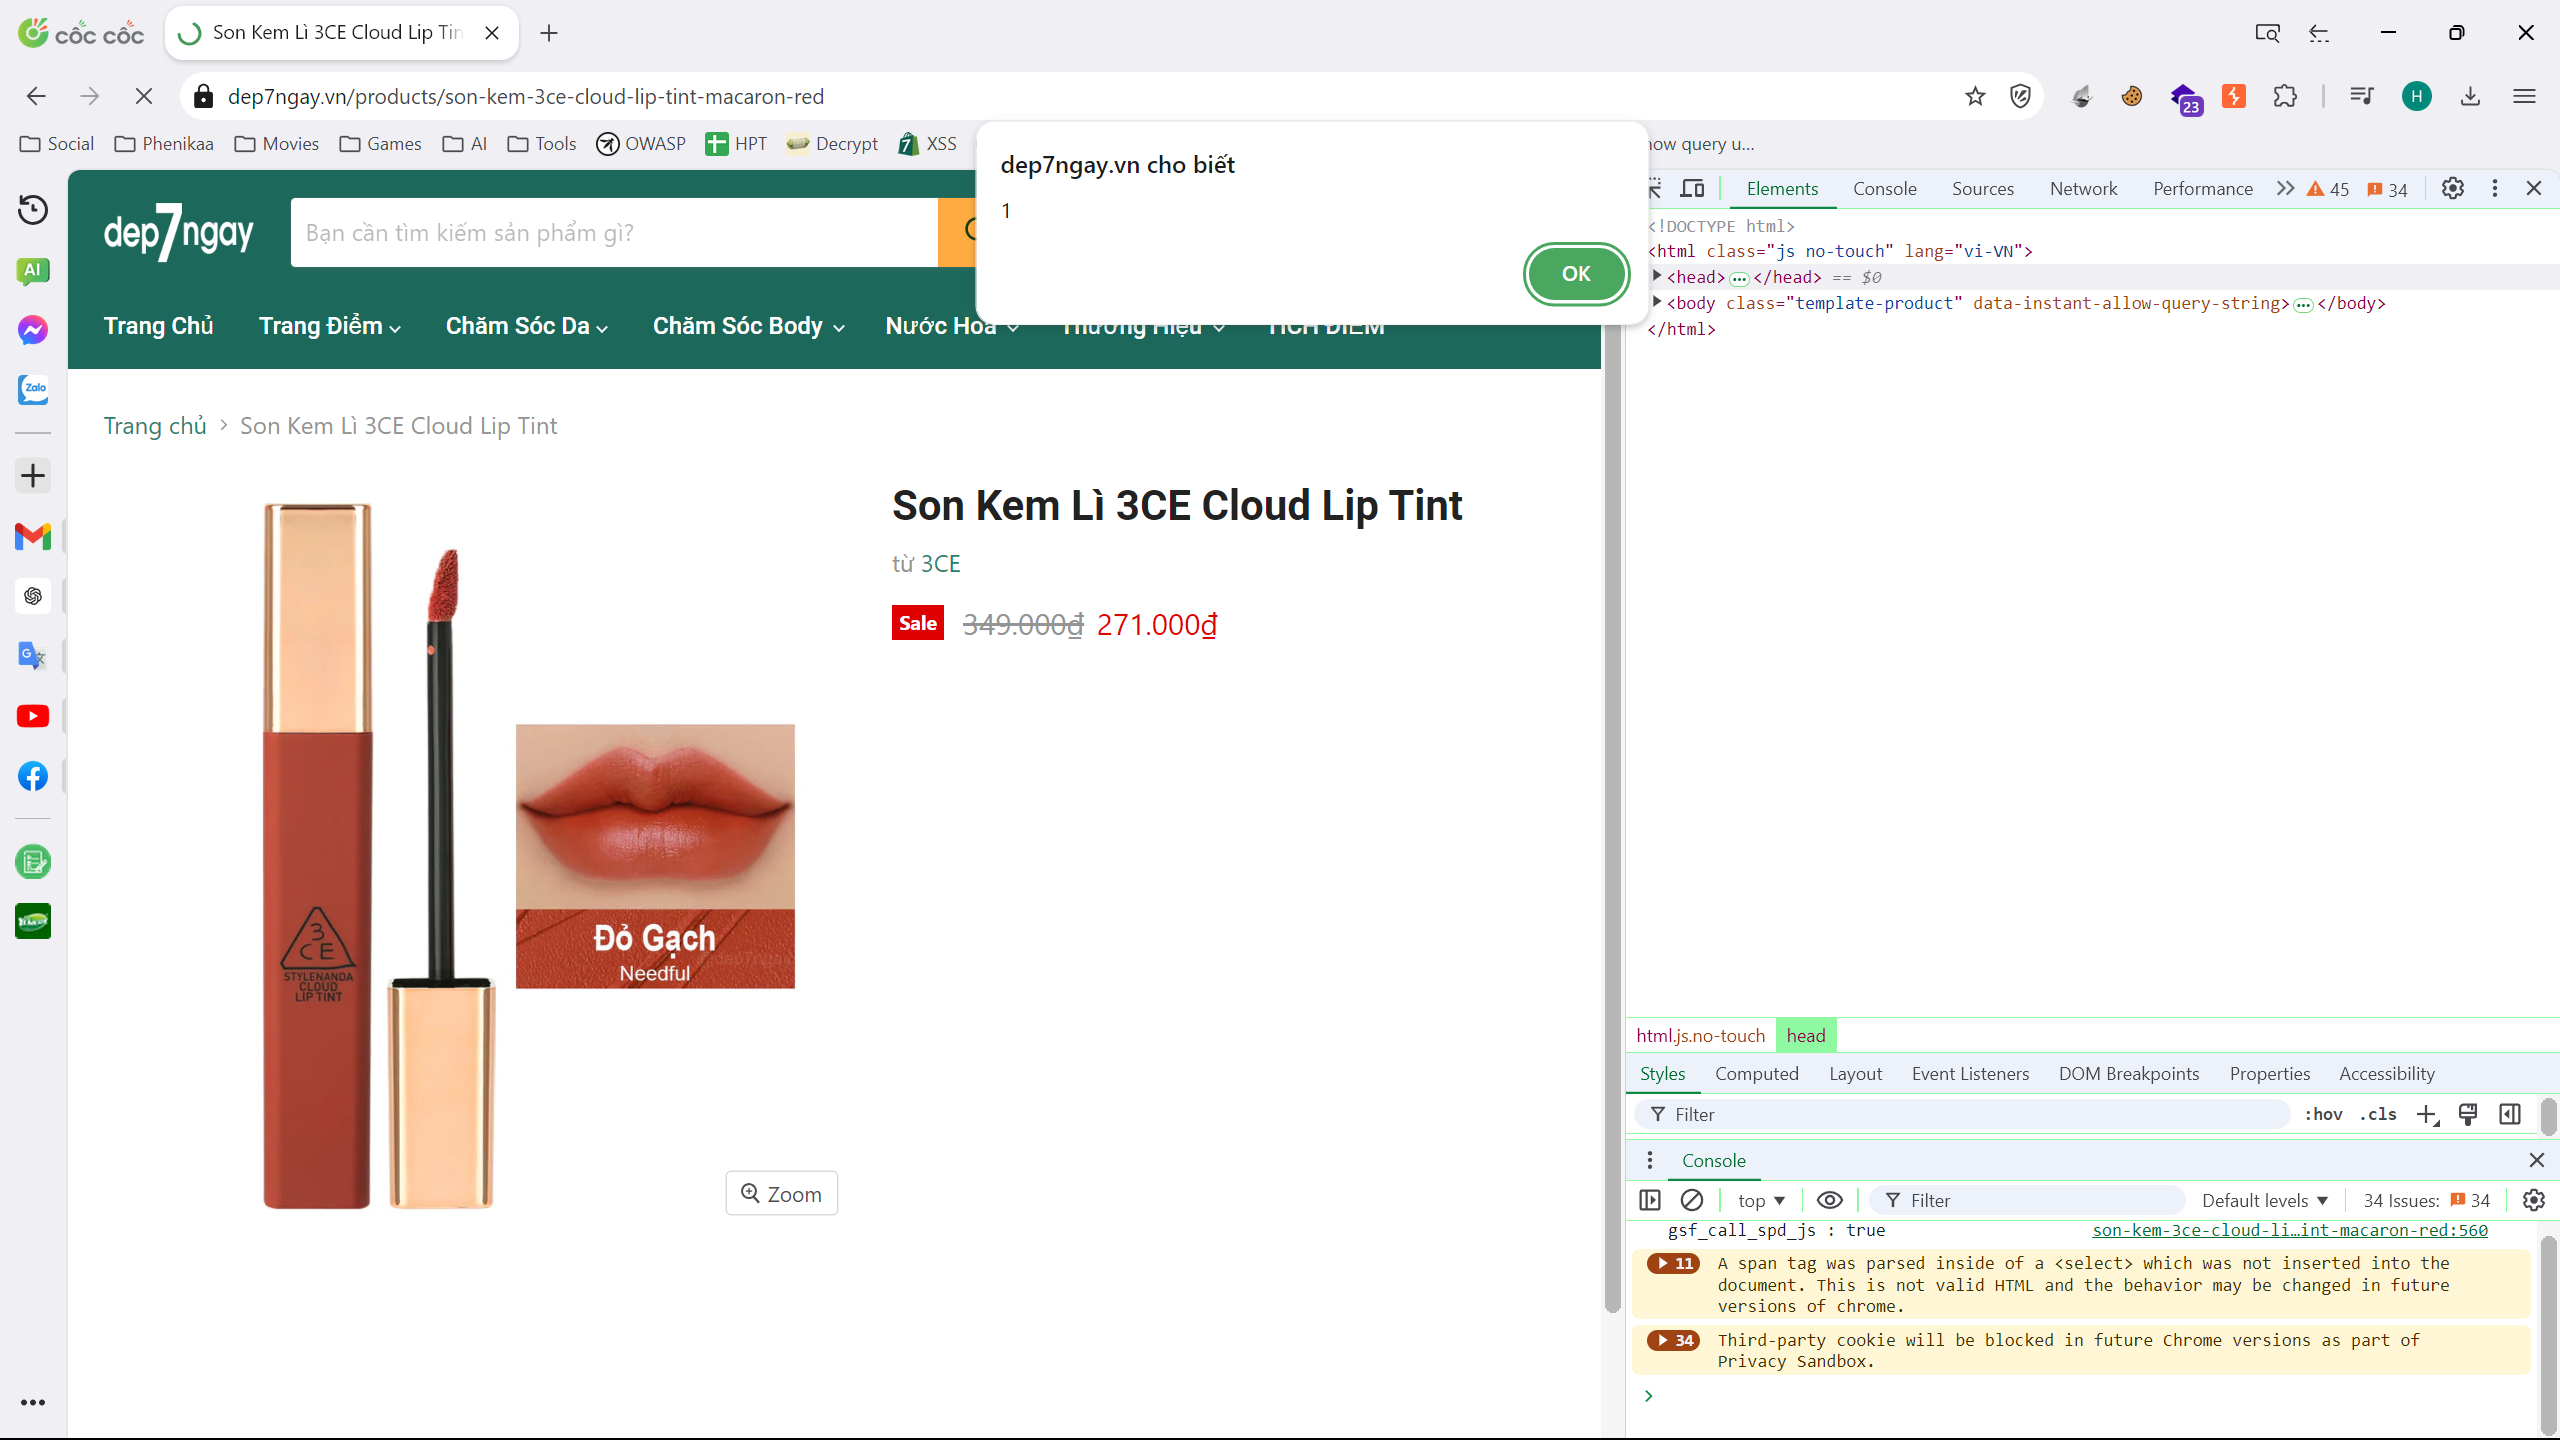 cốc cốc
Son Kem Lì 3CE Cloud Lip Tin
dep7ngay.vn/products/son-kem-3ce-cloud-lip-tint-macaron-red
23
H
Social
Phenikaa
Movies
Games
AI
Tools
OWASP
HPT
Decrypt
XSS
now query u...
dep7ngay.vn cho biết
1
OK
AI
Zalo
dep7ngay
Bạn cần tìm kiếm sản phẩm gì?
Trang Chủ
Trang Điểm
Chăm Sóc Da
Chăm Sóc Body
Nước Hoa
Thương Hiệu
TÍCH ĐIỂM
Trang chủ > Son Kem Lì 3CE Cloud Lip Tint
3
CE
STYLENANDA
CLOUD
LIP TINT
Đỏ Gạch
Needful
Zoom
Son Kem Lì 3CE Cloud Lip Tint
từ 3CE
Sale 349.000₫ 271.000₫
Elements
Console
Sources
Network
Performance
45
34
<!DOCTYPE html>
<html class="js no-touch" lang="vi-VN">
<head>…</head> == $0
<body class="template-product" data-instant-allow-query-string>…</body>
</html>
html.js.no-touch head
Styles
Computed
Layout
Event Listeners
DOM Breakpoints
Properties
Accessibility
Filter
:hov
.cls
Console
top
Filter
Default levels
34 Issues: 34
gsf_call_spd_js : true son-kem-3ce-cloud-li…int-macaron-red:560
11 A span tag was parsed inside of a <select> which was not inserted into the
document. This is not valid HTML and the behavior may be changed in future
versions of chrome.
34 Third-party cookie will be blocked in future Chrome versions as part of
Privacy Sandbox.